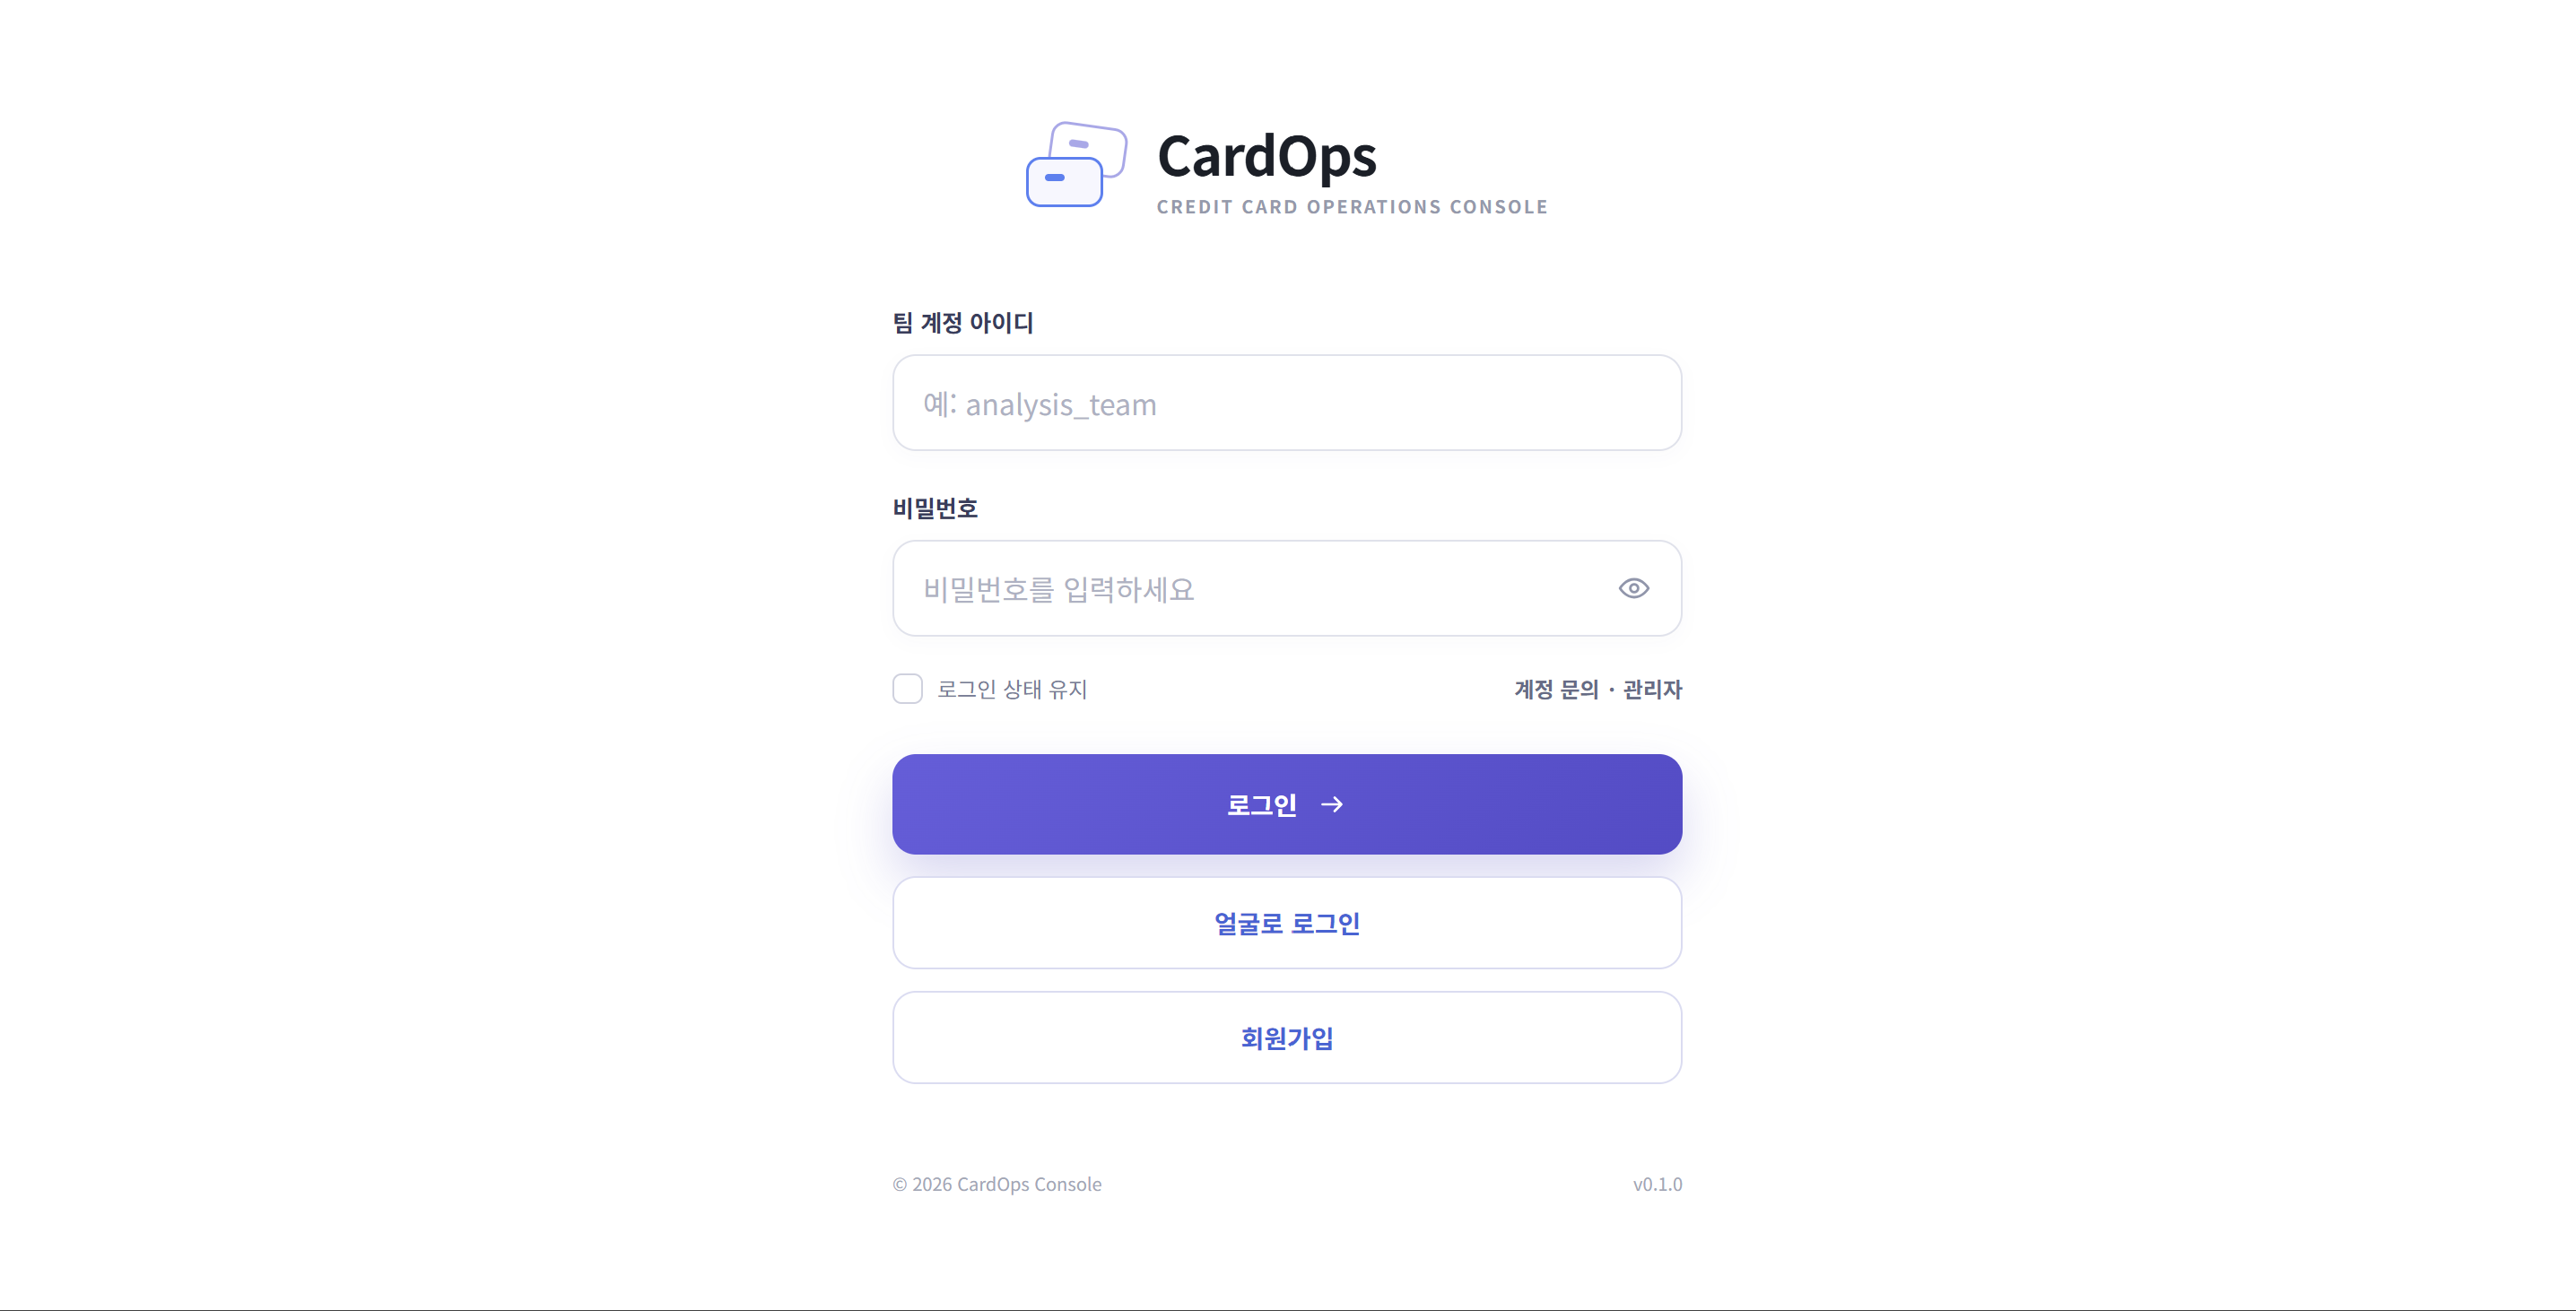 CardOps
CREDIT CARD OPERATIONS CONSOLE
팀 계정 아이디
예: analysis_team
비밀번호
비밀번호를 입력하세요
로그인 상태 유지
계정 문의 · 관리자
로그인 →
얼굴로 로그인
회원가입
© 2026 CardOps Console
v0.1.0